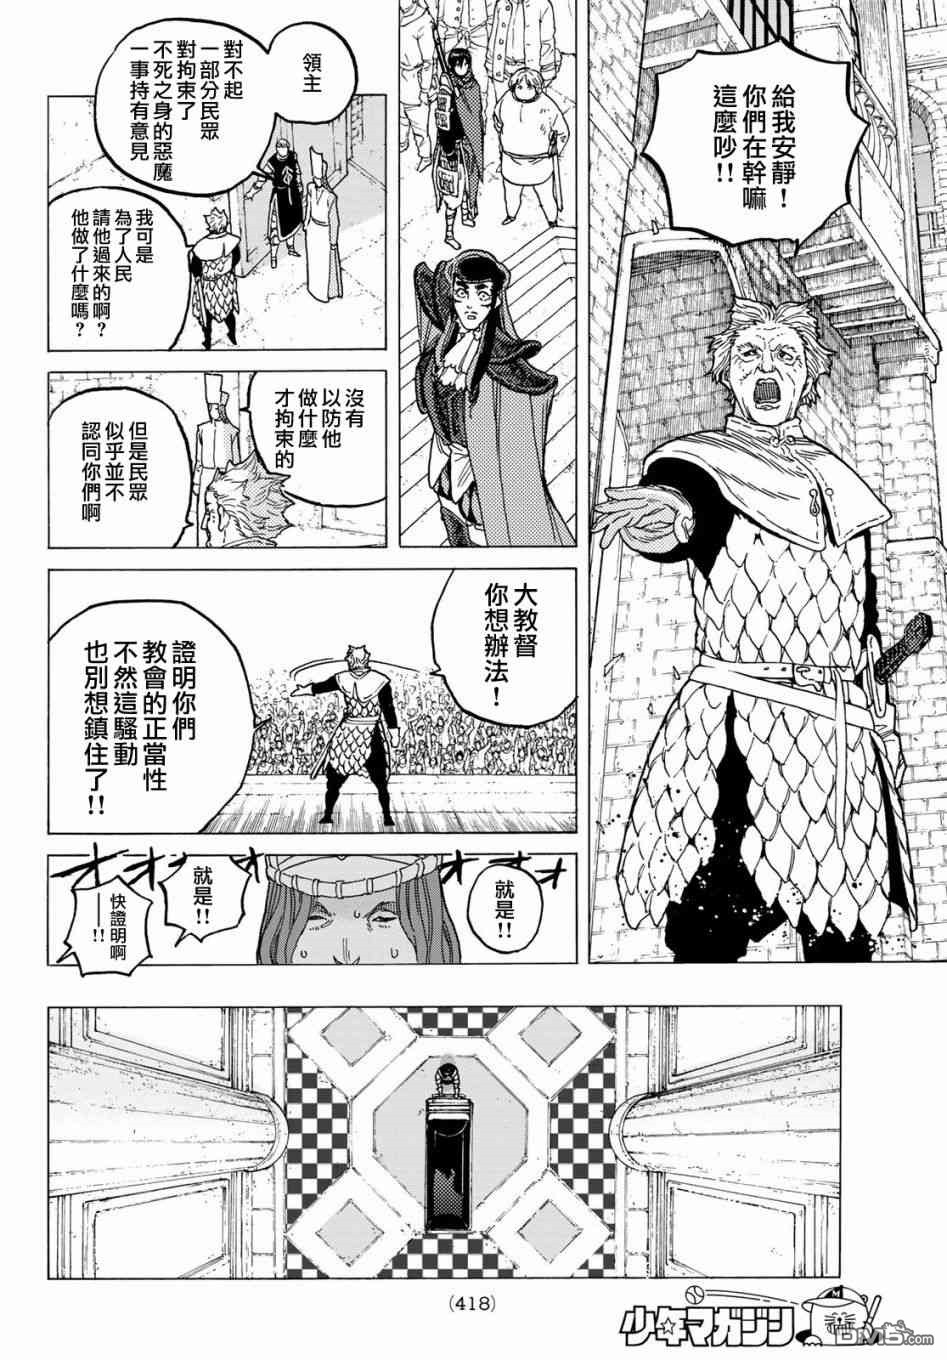 給我安靜！
你們在幹嘛
這麼吵!!
領主
對不起
一部分民眾
對拘束了
不死之身的惡魔
一事持有意見
我可是
為了人民
請他過來的啊？
他做了什麼嗎？
沒有
以防他
做什麼
才拘束的
但是民眾
似乎並不
認同你們啊
大教督
你想辦法！
證明你們
教會的正當性
不然這騷動
也別想鎮住了!!
就是!!
就是!!
快證明啊
——!!
オオオオ
(418)
少年マガジン
M